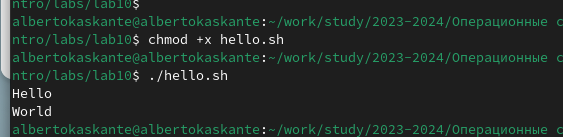 ntro/labs/lab10$
albertokaskante@albertokaskante:~/work/study/2023-2024/Операционные с
ntro/labs/lab10$ chmod +x hello.sh
albertokaskante@albertokaskante:~/work/study/2023-2024/Операционные с
ntro/labs/lab10$ ./hello.sh
Hello
World
albertokaskante@albertokaskante:~/work/study/2023-2024/Операционные с